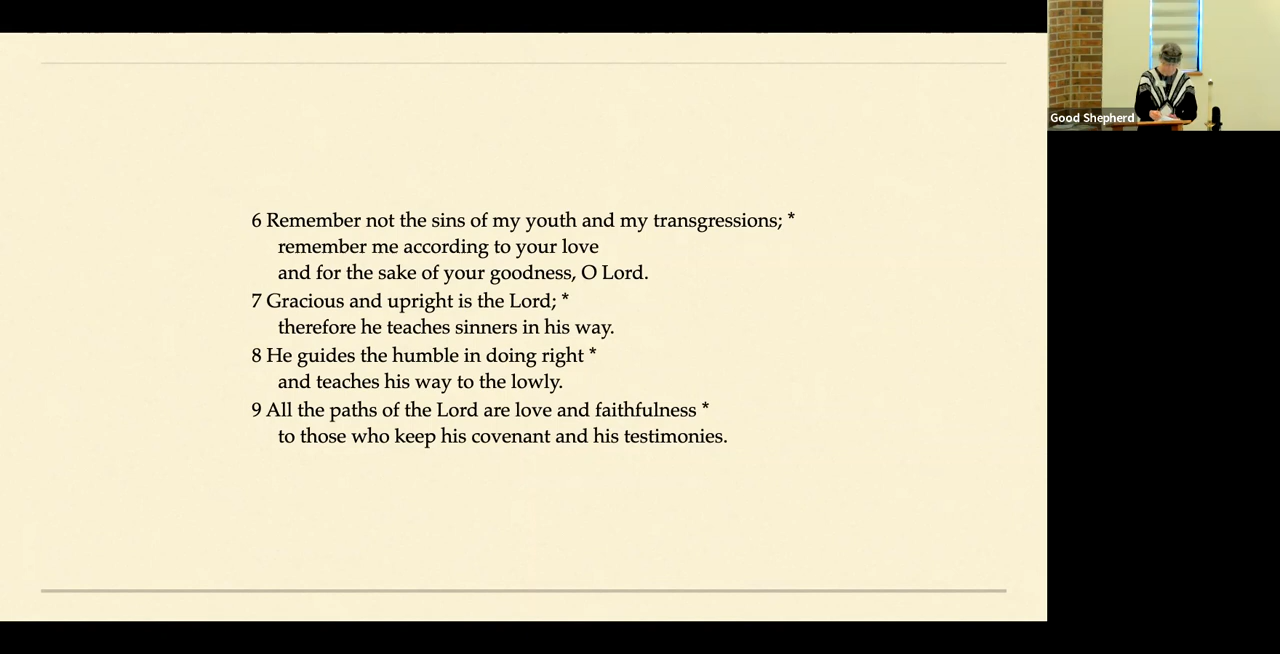 6 Remember not the sins of my youth and my transgressions; *
remember me according to your love
and for the sake of your goodness, O Lord.
7 Gracious and upright is the Lord; *
therefore he teaches sinners in his way.
8 He guides the humble in doing right *
and teaches his way to the lowly.
9 All the paths of the Lord are love and faithfulness *
to those who keep his covenant and his testimonies.
Good Shepherd